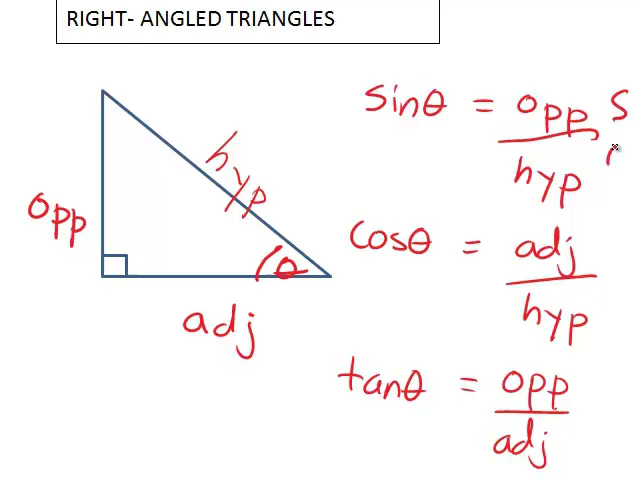 RIGHT- ANGLED TRIANGLES
sinθ = opp S
hyp
hyp
opp
cosθ = adj
hyp
θ
adj
tanθ = opp
adj